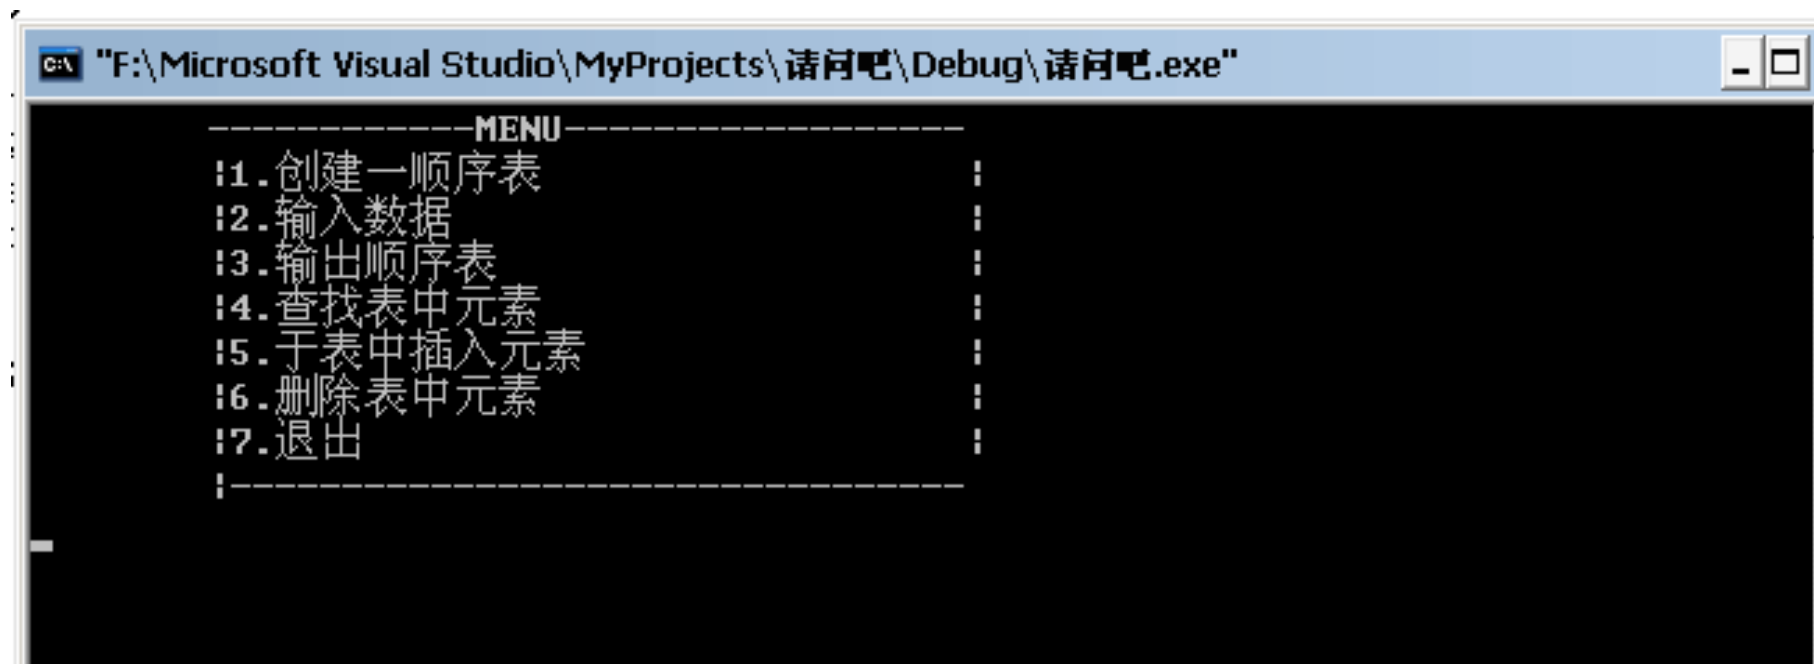 "F:\Microsoft Visual Studio\MyProjects\请问吧\Debug\请问吧.exe"
------------MENU------------------
|1.创建一顺序表 |
|2.输入数据 |
|3.输出顺序表 |
|4.查找表中元素 |
|5.于表中插入元素 |
|6.删除表中元素 |
|7.退出 |
|---------------------------------